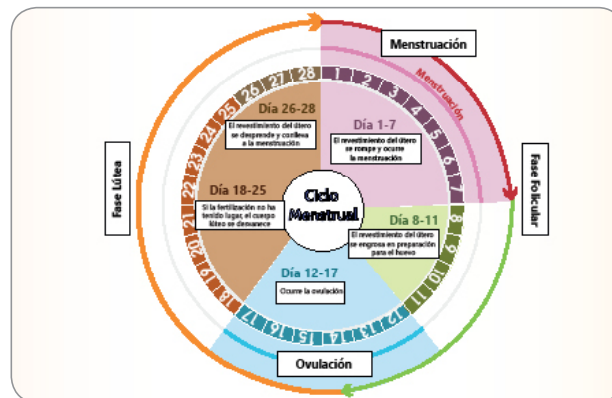 Menstruación
Menstruación
Fase Folicular
Fase Lútea
Ovulación
Ciclo
Menstrual
Día 1-7
El revestimiento del útero
se rompe y ocurre
la menstruación
Día 8-11
El revestimiento del útero
se engrosa en preparación
para el huevo
Día 12-17
Ocurre la ovulación
Día 18-25
Si la fertilización no ha
tenido lugar, el cuerpo
lúteo se desvanece
Día 26-28
El revestimiento del útero
se desprende y conlleva
a la menstruación
1
2
3
4
5
6
7
8
9
10
11
12
13
14
15
16
17
18
19
20
21
22
23
24
25
26
27
28